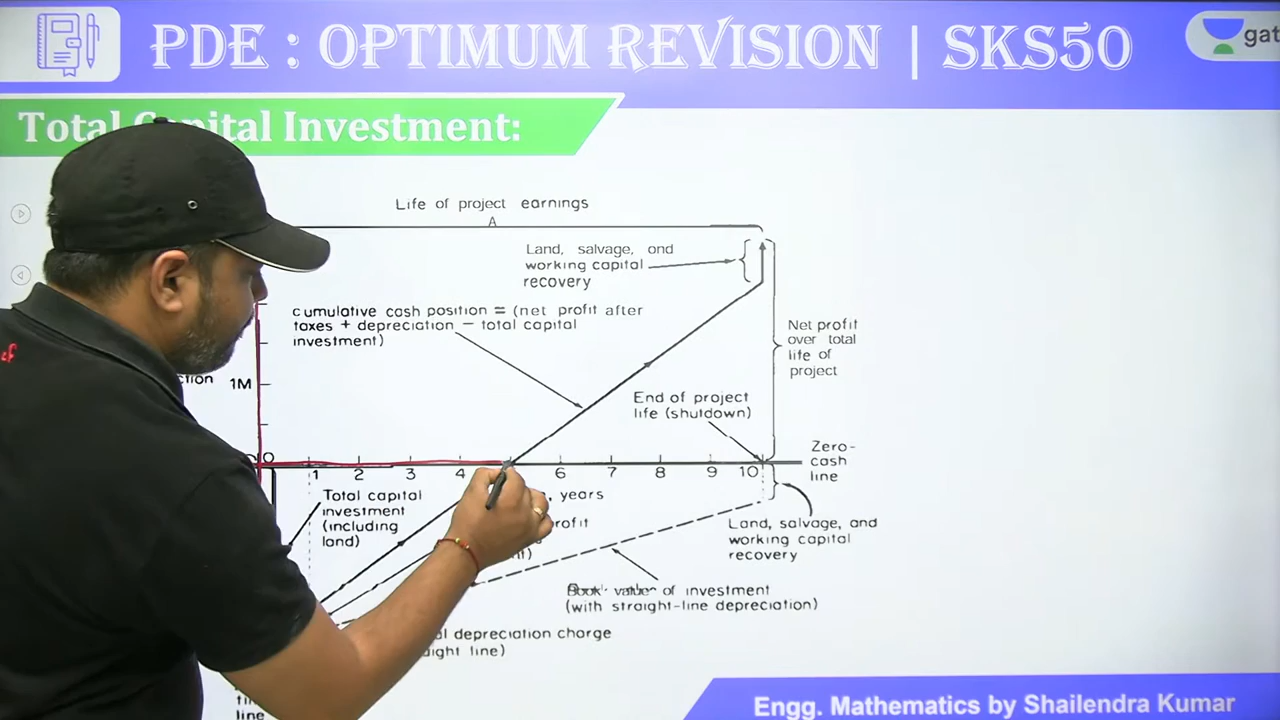 PDE : OPTIMUM REVISION | SKS50
gat
Total Capital Investment:
Life of project earnings
A
Land, salvage, and
working capital
recovery
cumulative cash position = (net profit after
taxes + depreciation – total capital
investment)
Net profit
over total
life of
project
1M
End of project
life (shutdown)
Zero-
cash
line
0
1 2 3 4 6 7 8 9 10
Total capital
investment
(including
land)
, years
Land, salvage, and
working capital
recovery
Book value of investment
(with straight-line depreciation)
depreciation charge
line)
line
Engg. Mathematics by Shailendra Kumar